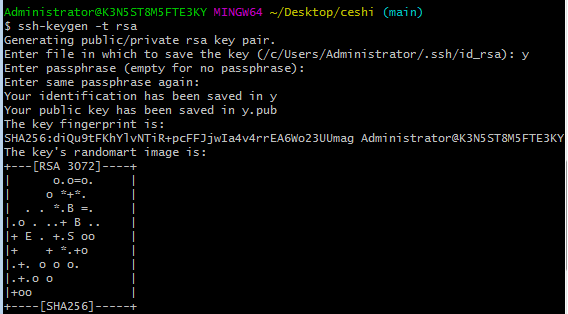 Administrator@K3N5ST8M5FTE3KY MINGW64 ~/Desktop/ceshi (main)
$ ssh-keygen -t rsa
Generating public/private rsa key pair.
Enter file in which to save the key (/c/Users/Administrator/.ssh/id_rsa): y
Enter passphrase (empty for no passphrase):
Enter same passphrase again:
Your identification has been saved in y
Your public key has been saved in y.pub
The key fingerprint is:
SHA256:diQu9tFKhYlvNTiR+pcFFJjwIa4v4rrEA6Wo23UUmag Administrator@K3N5ST8M5FTE3KY
The key's randomart image is:
+---[RSA 3072]----+
|      o.o=o.     |
|     o *+*.      |
|  . . *.B =.     |
|.o . ..+ B ..    |
|+ E . +.S oo     |
|+    + *.+o      |
|.+. o o o.       |
|.+.o o           |
|+oo              |
+----[SHA256]-----+